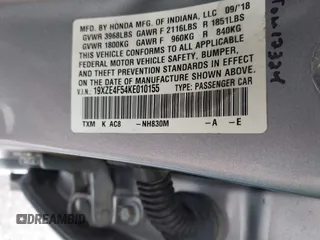 MFD BY HONDA OF INDIANA, LLC 09/18
GVWR 3968LBS GAWR F 2116LBS R 1851LBS
GVWR 1800KG GAWR F 960KG R 840KG
THIS VEHICLE CONFORMS TO ALL APPLICABLE
FEDERAL MOTOR VEHICLE SAFETY, BUMPER,
AND THEFT PREVENTION STANDARDS IN EFFECT
ON THE DATE OF MANUFACTURE SHOWN ABOVE.
V.I.N. 19XZE4F54KE010155 TYPE: PASSENGER CAR
TXM K AC8 -NH830M -A -E
DREAMBID